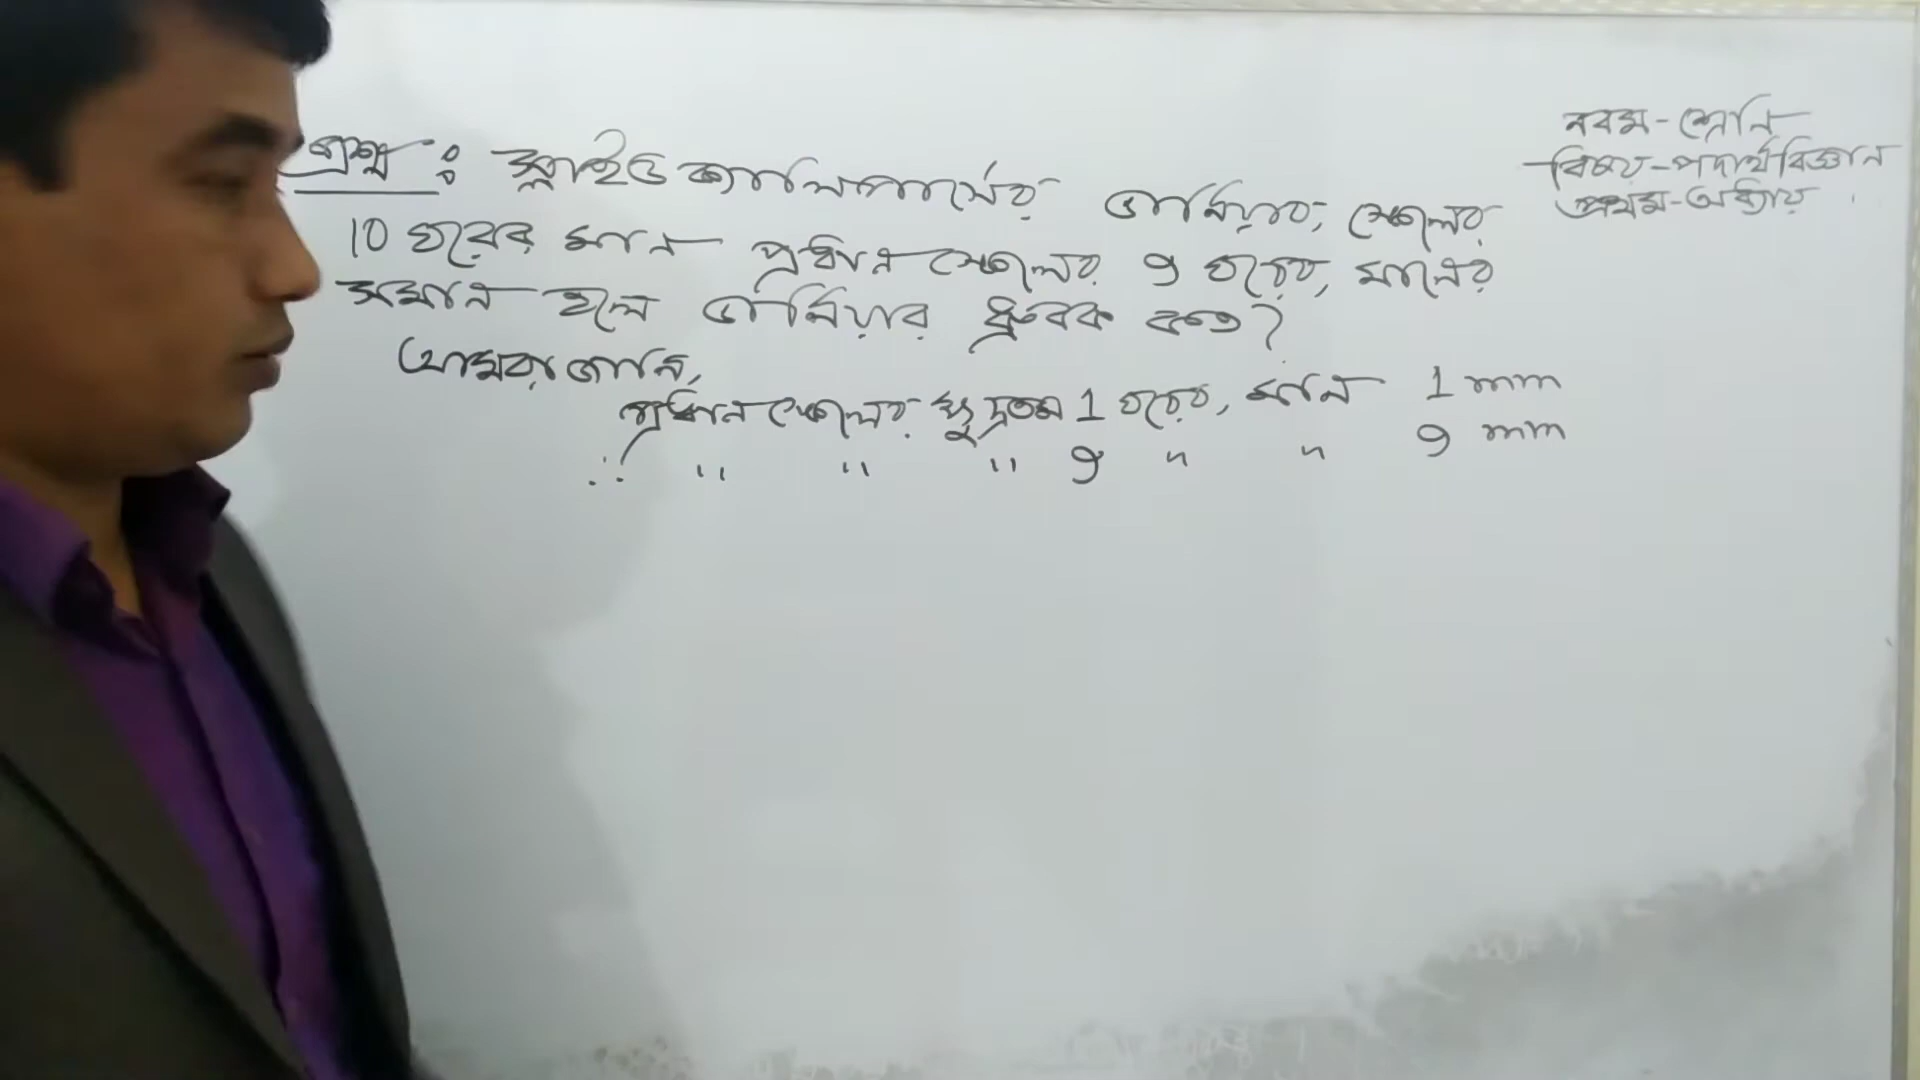 নবম-শ্রেনি
বিষয়-পদার্থবিজ্ঞান
প্রথম-অধ্যায়
প্রশ্ন : স্লাইড ক্যালিপার্সের ভার্নিয়ার স্কেলের
10 ঘরের মান প্রধান স্কেলের 9 ঘরের মানের
সমান হলে ভার্নিয়ার ধ্রুবক কত?
আমরা জানি,
প্রধান স্কেলের ক্ষুদ্রতম 1 ঘরের মান 1 mm
∴ " " " 9 " " 9 mm